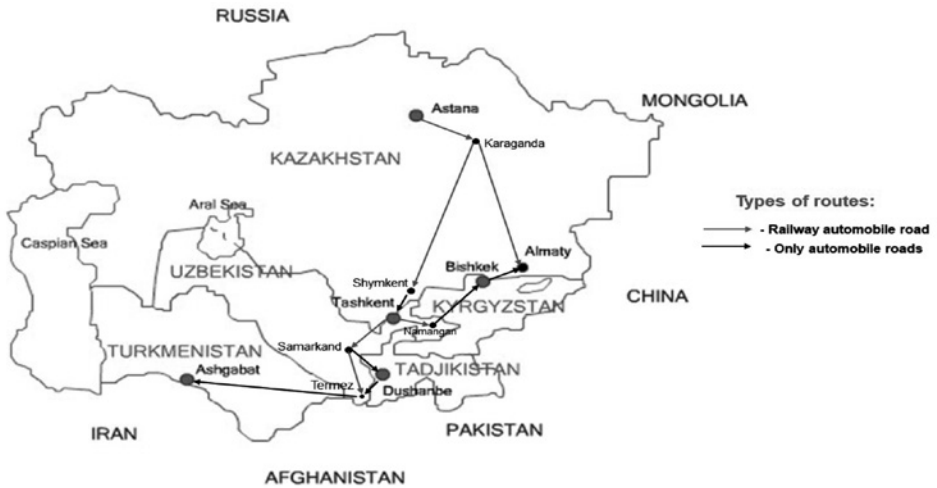 RUSSIA
MONGOLIA
Astana
Karaganda
KAZAKHSTAN
Types of routes:
Aral Sea
- Railway automobile road
Caspian Sea
- Only automobile roads
Almaty
Bishkek
UZBEKISTAN
Shymkent
CHINA
Tashkent
KYRGYZSTAN
Namangan
Samarkand
TURKMENISTAN
TADJIKISTAN
Ashgabat
Termez
Dushanbe
IRAN
PAKISTAN
AFGHANISTAN